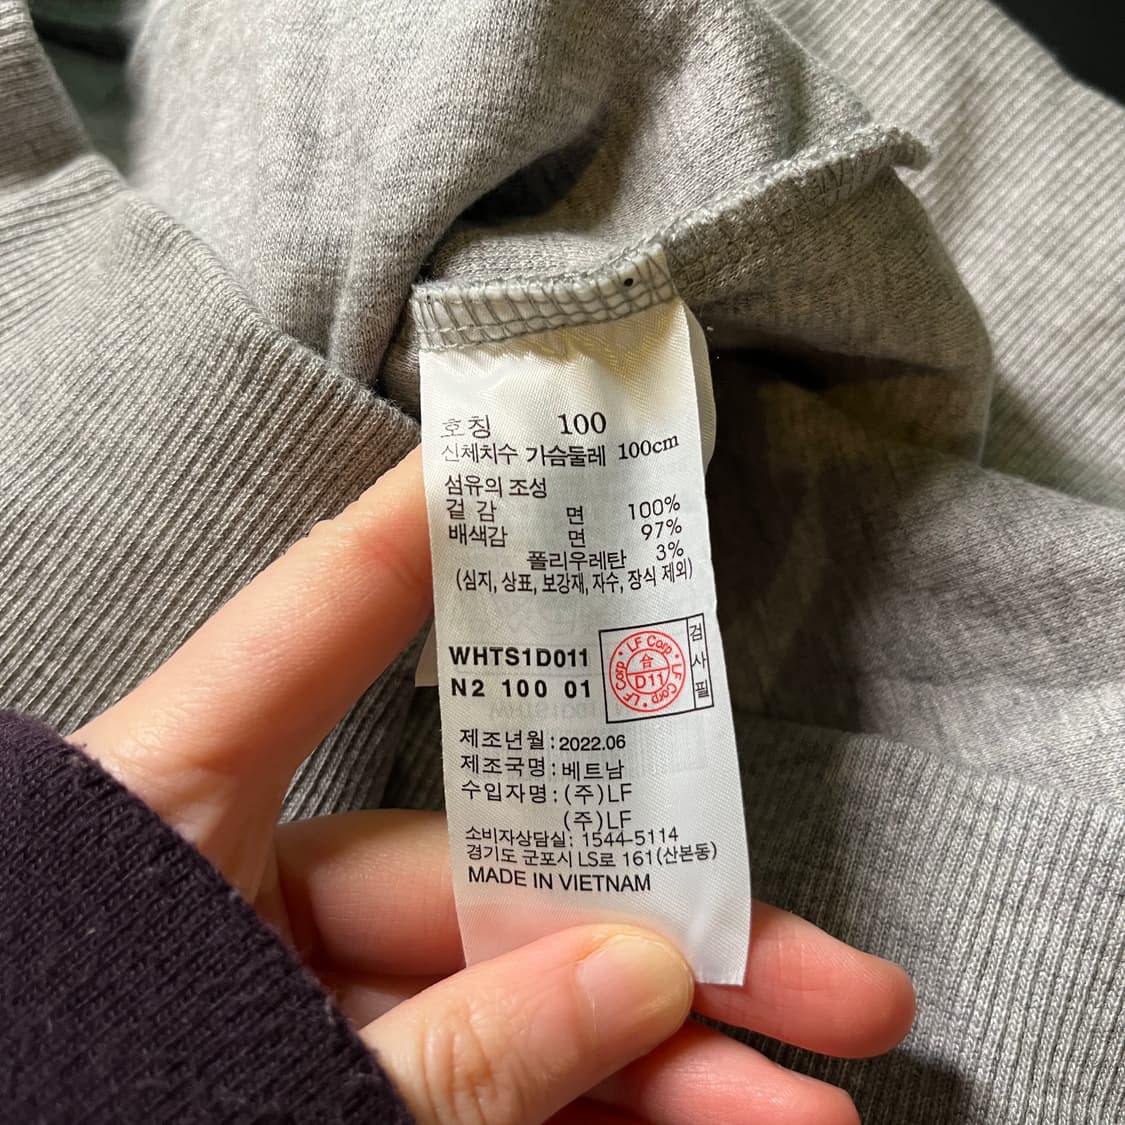 호칭 100
신체치수 가슴둘레 100cm
섬유의 조성
겉 감 면 100%
배색감 면 97%
폴리우레탄 3%
(심지, 상표, 보강재, 자수, 장식 제외)
WHTS1D011
N2 100 01
LF Corp • LF Corp • LF Corp •
合
D11
검사필
제조년월 : 2022.06
제조국명 : 베트남
수입자명 : (주)LF
(주)LF
소비자상담실: 1544-5114
경기도 군포시 LS로 161(산본동)
MADE IN VIETNAM